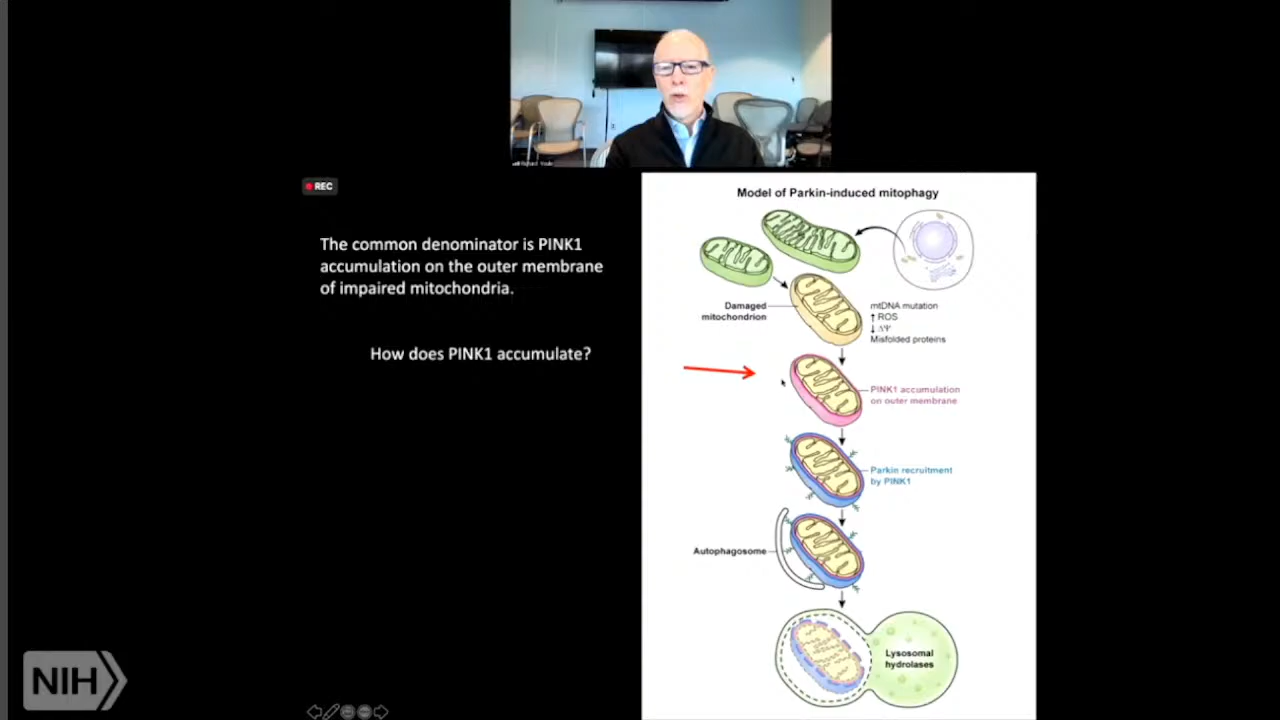 REC
The common denominator is PINK1
accumulation on the outer membrane
of impaired mitochondria.
How does PINK1 accumulate?
Model of Parkin-induced mitophagy
Damaged
mitochondrion
mtDNA mutation
↑ ROS
↓ ΔΨ
Misfolded proteins
PINK1 accumulation
on outer membrane
Parkin recruitment
by PINK1
Autophagosome
Lysosomal
hydrolases
NIH